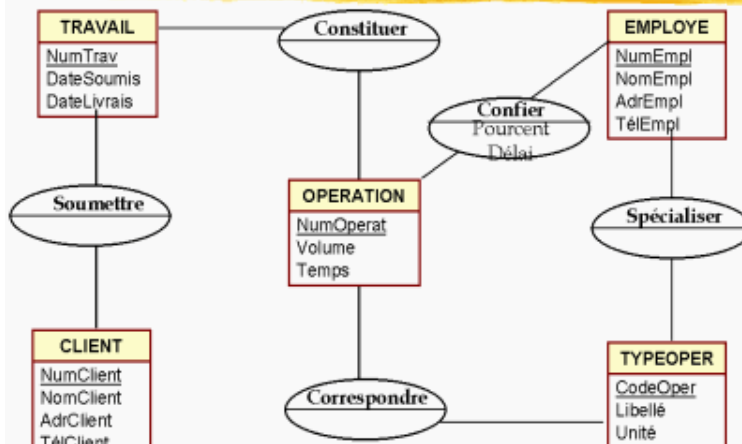 TRAVAIL
NumTrav
DateSoumis
DateLivrais
Constituer
EMPLOYE
NumEmpl
NomEmpl
AdrEmpl
TélEmpl
Confier
Pourcent
Délai
Soumettre
OPERATION
NumOperat
Volume
Temps
Spécialiser
CLIENT
NumClient
NomClient
AdrClient
TélClient
Correspondre
TYPEOPER
CodeOper
Libellé
Unité